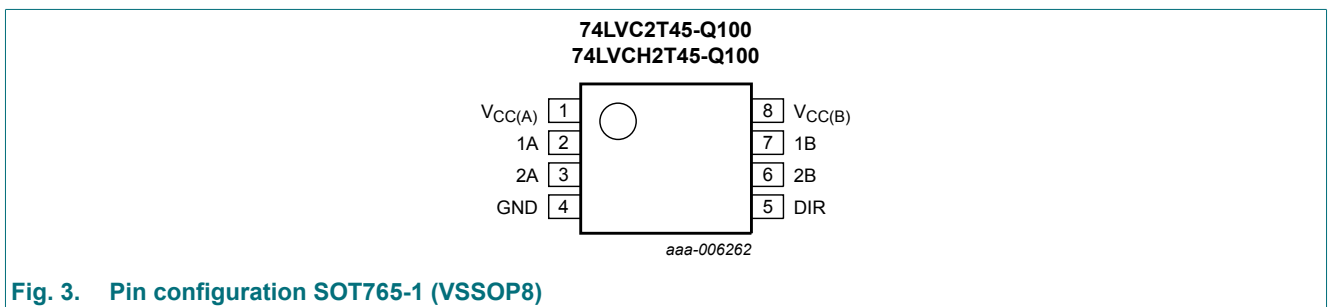 74LVC2T45-Q100
74LVCH2T45-Q100
VCC(A) 1 8 VCC(B)
1A 2 7 1B
2A 3 6 2B
GND 4 5 DIR
aaa-006262
Fig. 3. Pin configuration SOT765-1 (VSSOP8)